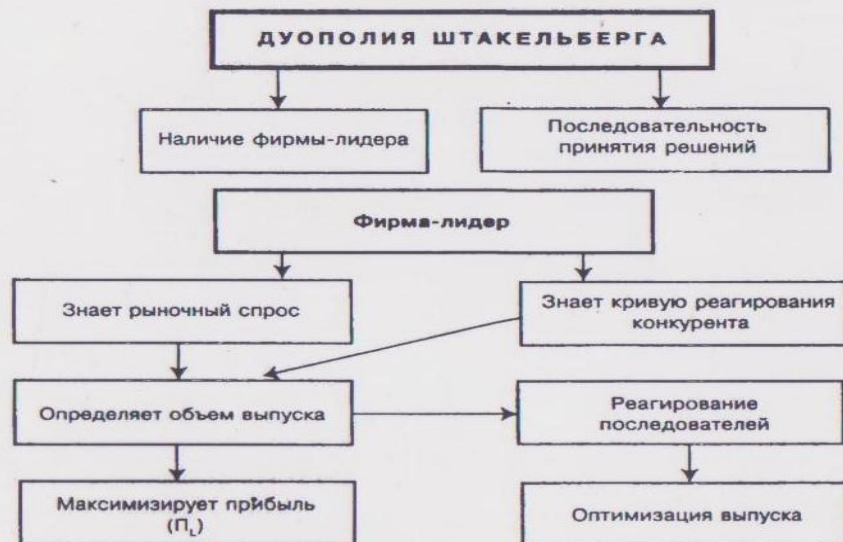 ДУОПОЛИЯ ШТАКЕЛЬБЕРГА
Наличие фирмы-лидера
Последовательность
принятия решений
Фирма-лидер
Знает рыночный спрос
Знает кривую реагирования
конкурента
Определяет объем выпуска
Реагирование
последователей
Максимизирует прибыль
(П_L)
Оптимизация выпуска